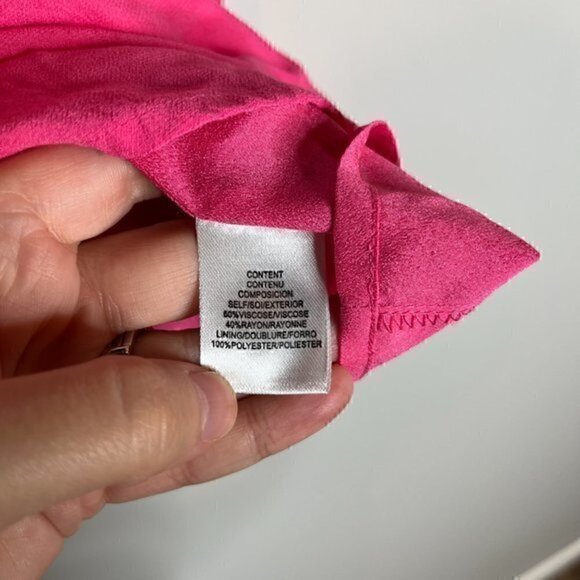 CONTENT
CONTENU
COMPOSICION
SELF/SOI/EXTERIOR
60%VISCOSE/VISCOSE
40%RAYON/RAYONNE
LINING/DOUBLURE/FORRO
100%POLYESTER/POLIESTER